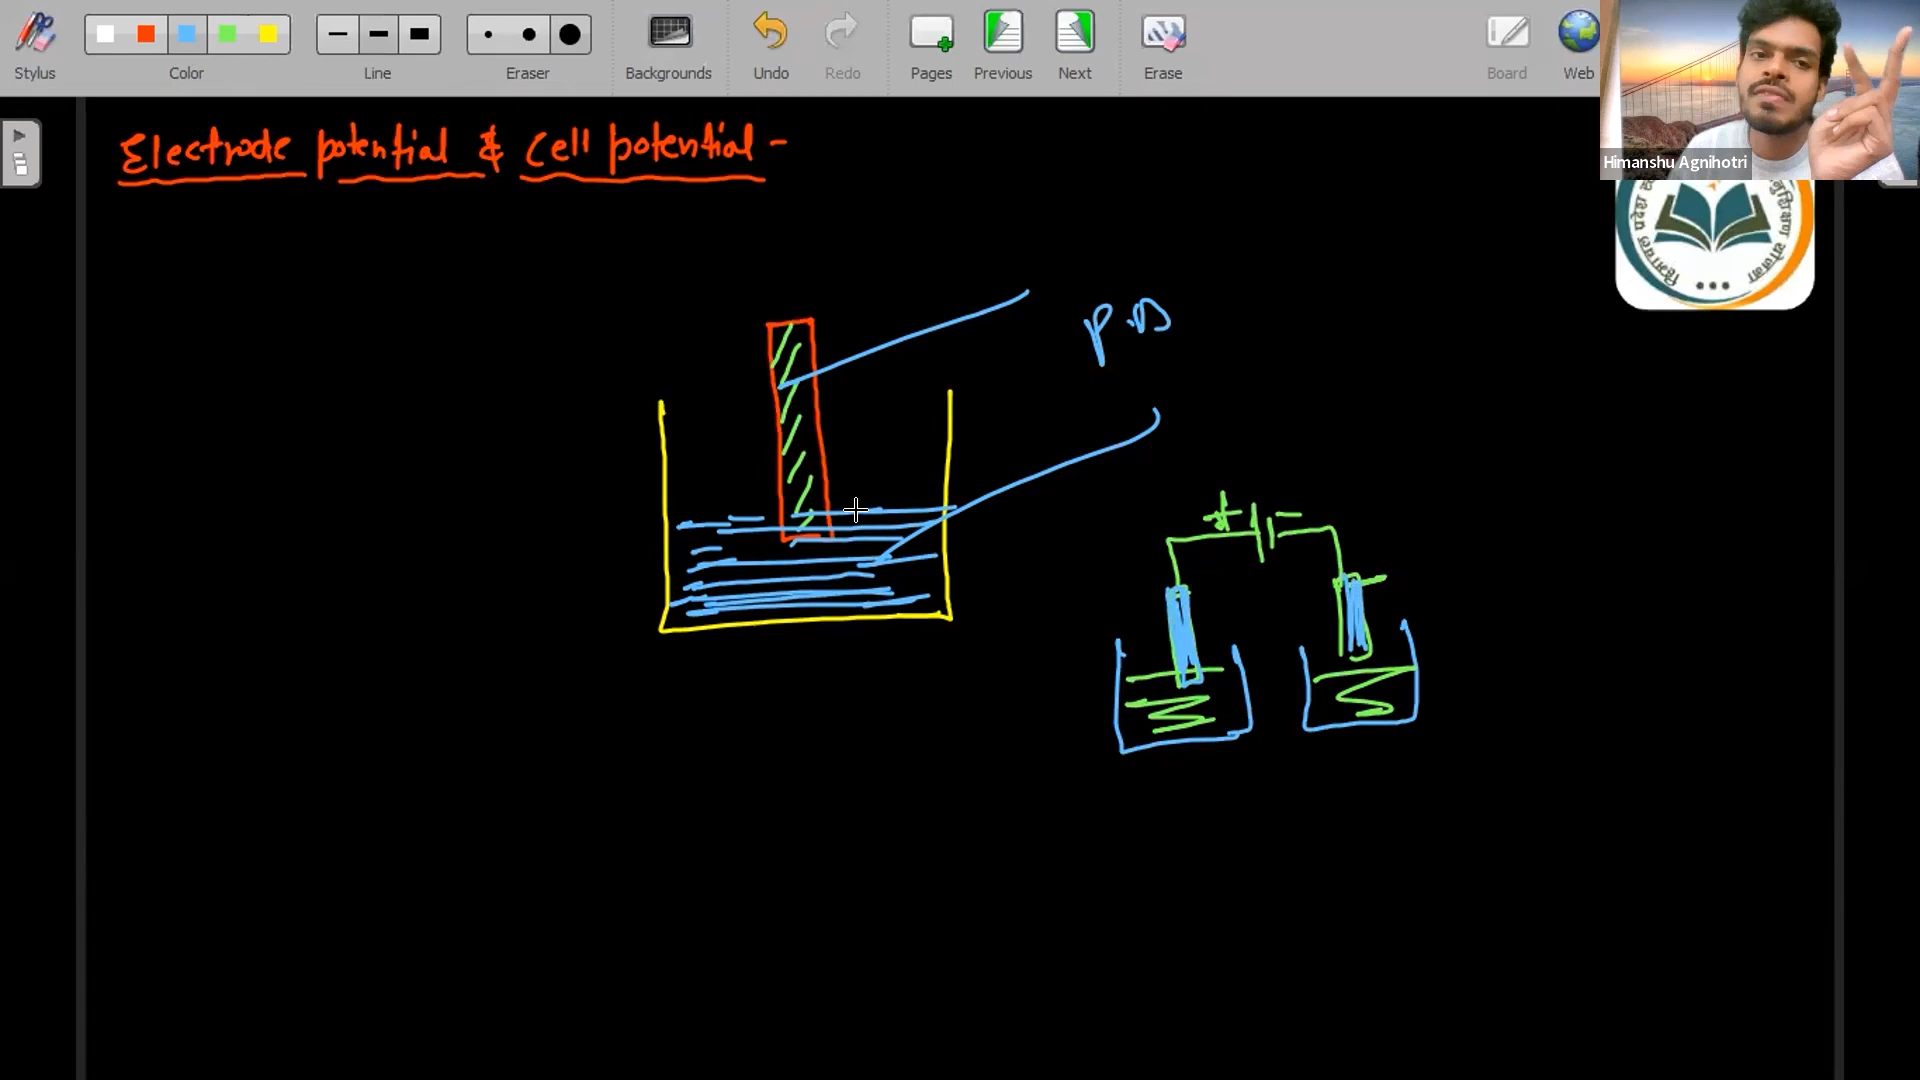 Stylus
Color
Line
Eraser
Backgrounds
Undo
Redo
Pages
Previous
Next
Erase
Board
Web
Himanshu Agnihotri
Electrode potential & Cell potential -
P.D
+ -